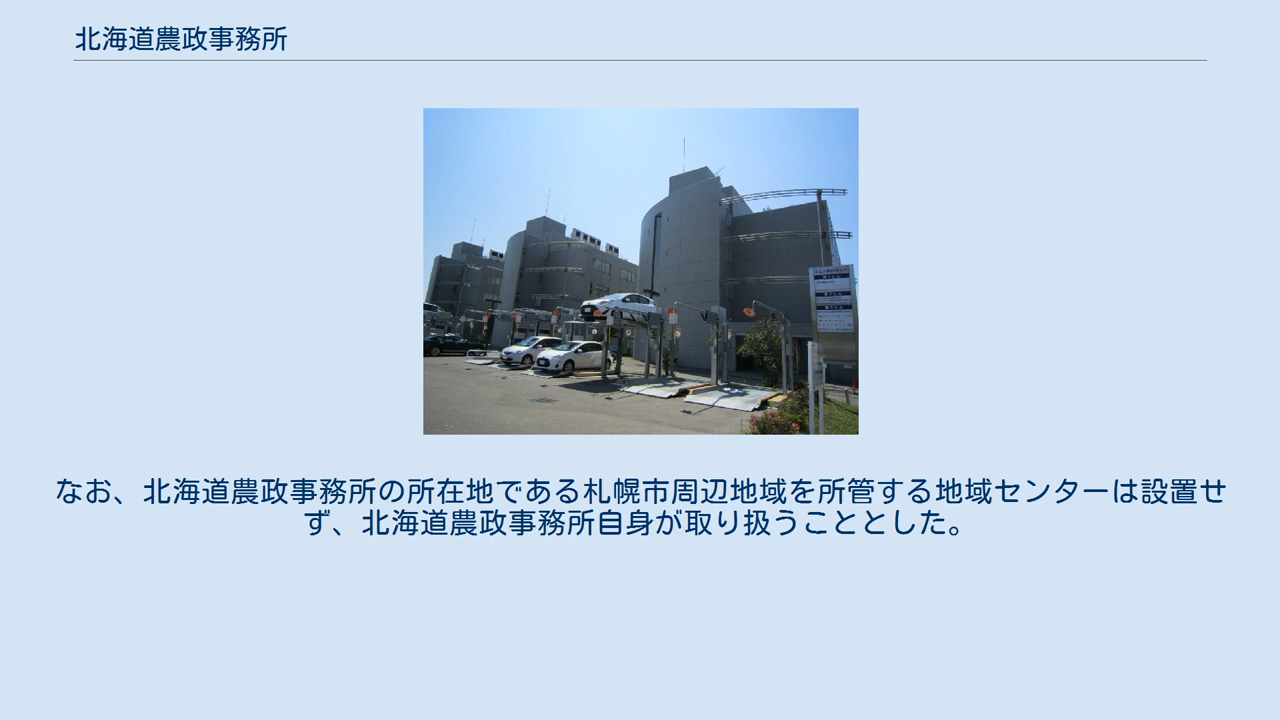 北海道農政事務所
なお、北海道農政事務所の所在地である札幌市周辺地域を所管する地域センターは設置せ
ず、北海道農政事務所自身が取り扱うこととした。